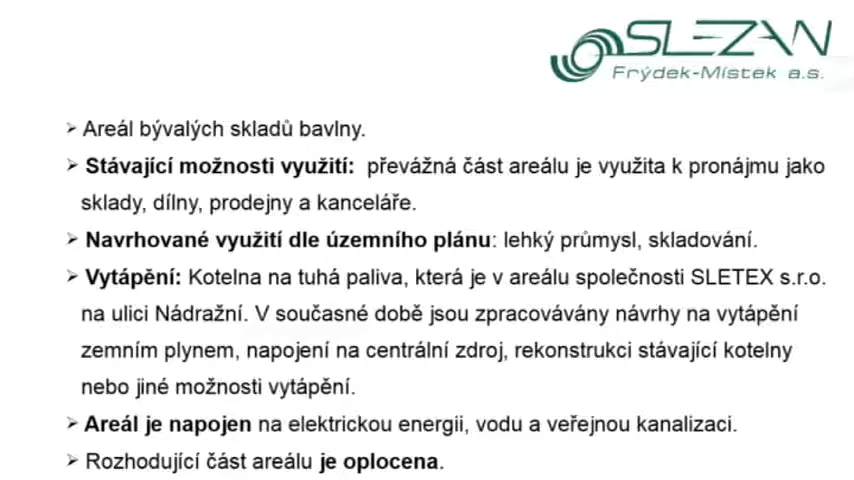 SLEZAN
Frýdek-Místek a.s.
➢ Areál bývalých skladů bavlny.
➢ Stávající možnosti využití: převážná část areálu je využita k pronájmu jako
sklady, dílny, prodejny a kanceláře.
➢ Navrhované využití dle územního plánu: lehký průmysl, skladování.
➢ Vytápění: Kotelna na tuhá paliva, která je v areálu společnosti SLETEX s.r.o.
na ulici Nádražní. V současné době jsou zpracovávány návrhy na vytápění
zemním plynem, napojení na centrální zdroj, rekonstrukci stávající kotelny
nebo jiné možnosti vytápění.
➢ Areál je napojen na elektrickou energii, vodu a veřejnou kanalizaci.
➢ Rozhodující část areálu je oplocena.